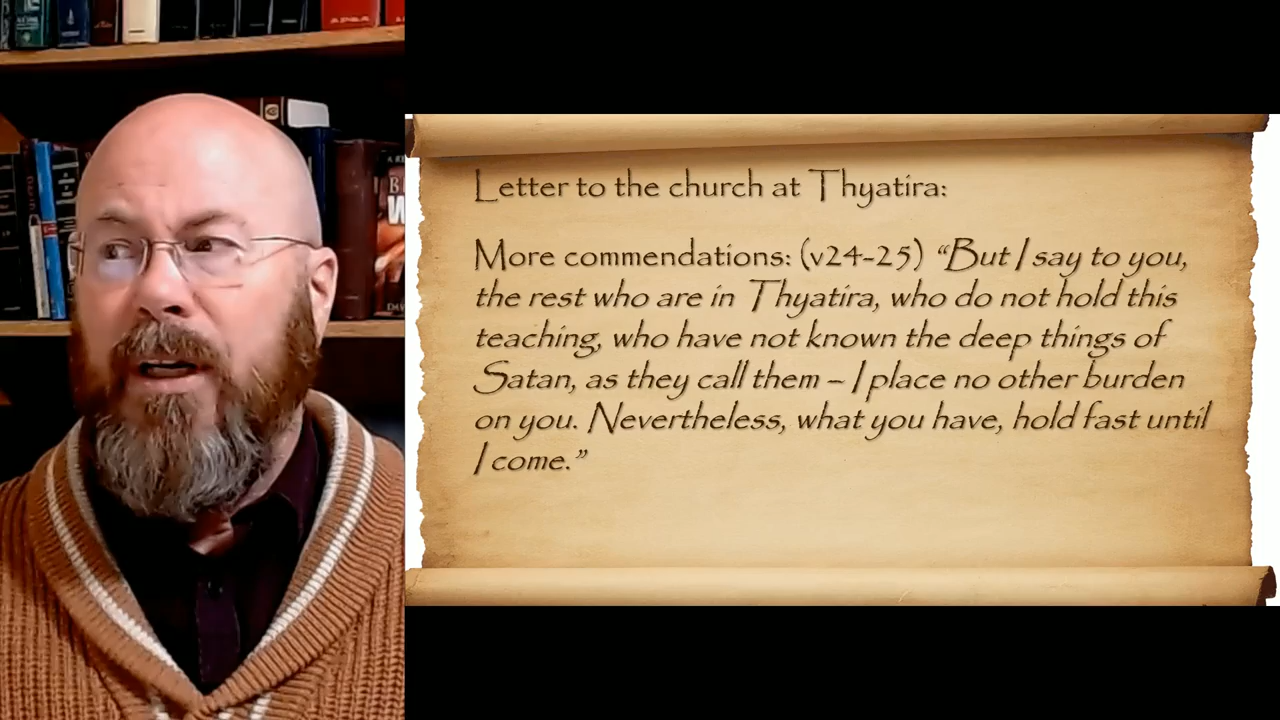 Letter to the church at Thyatira:
More commendations: (v24-25) “But I say to you,
the rest who are in Thyatira, who do not hold this
teaching, who have not known the deep things of
Satan, as they call them – I place no other burden
on you. Nevertheless, what you have, hold fast until
I come.”